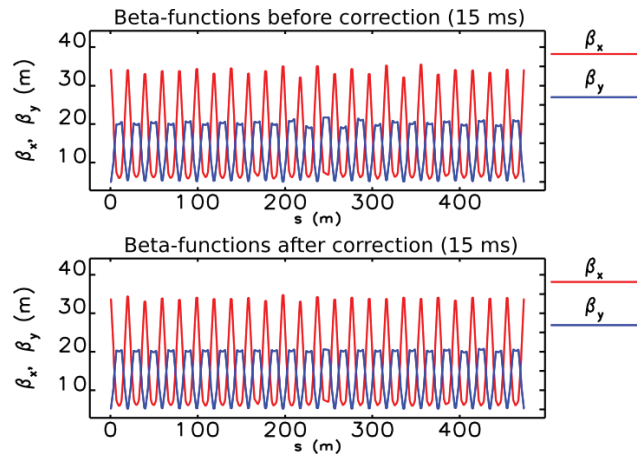 Beta-functions before correction (15 ms)
40
30
20
10
βx, βy (m)
0 100 200 300 400
s (m)
βx
βy
Beta-functions after correction (15 ms)
40
30
20
10
βx, βy (m)
0 100 200 300 400
s (m)
βx
βy